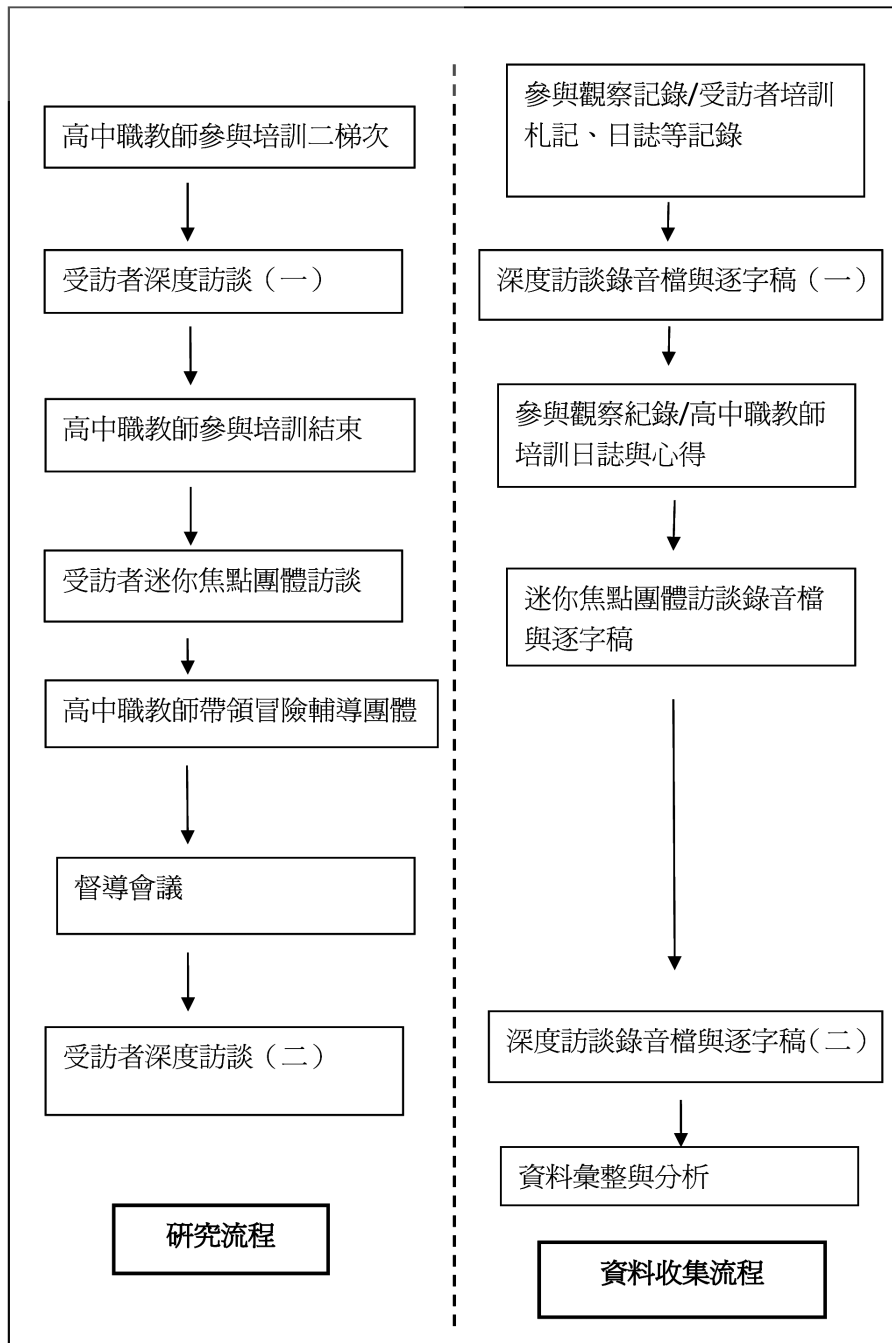 高中職教師參與培訓二梯次
受訪者深度訪談（一）
高中職教師參與培訓結束
受訪者迷你焦點團體訪談
高中職教師帶領冒險輔導團體
督導會議
受訪者深度訪談（二）
研究流程
參與觀察記錄/受訪者培訓
札記、日誌等記錄
深度訪談錄音檔與逐字稿（一）
參與觀察紀錄/高中職教師
培訓日誌與心得
迷你焦點團體訪談錄音檔
與逐字稿
深度訪談錄音檔與逐字稿（二）
資料彙整與分析
資料收集流程